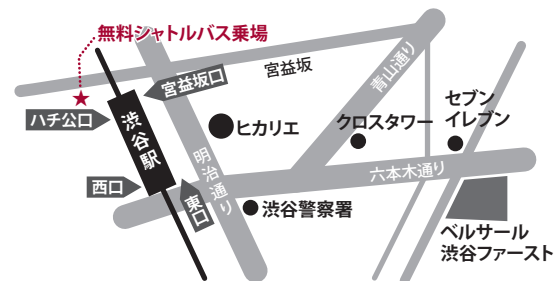 無料シャトルバス乗場
宮益坂
青山通り
宮益坂口
ハチ公口
渋谷駅
ヒカリエ
クロスタワー
セブン
イレブン
明治通り
六本木通り
西口
東口
渋谷警察署
ベルサール
渋谷ファースト